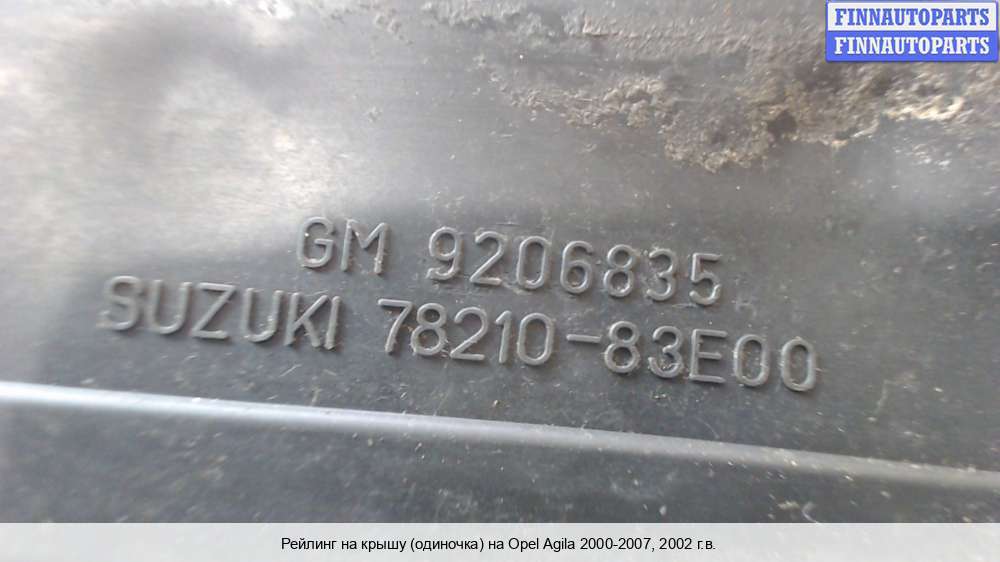 FINNAUTOPARTS
FINNAUTOPARTS
GM 9206835
SUZUKI 78210-83E00
Рейлинг на крышу (одиночка) на Opel Agila 2000-2007, 2002 г.в.